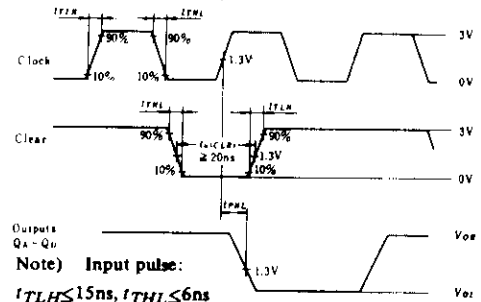 tTLH tTHL
90% 90% 3V
Clock 1.3V
10% 10% 0V
tTHL tTLH
90% tw(CLR) 90% 3V
Clear ≧20ns 1.3V
10% 10% 0V
tPHL
Outputs VOH
QA~QD
1.3V
VOL
Note) Input pulse:
tTLH≤15ns, tTHL≤6ns